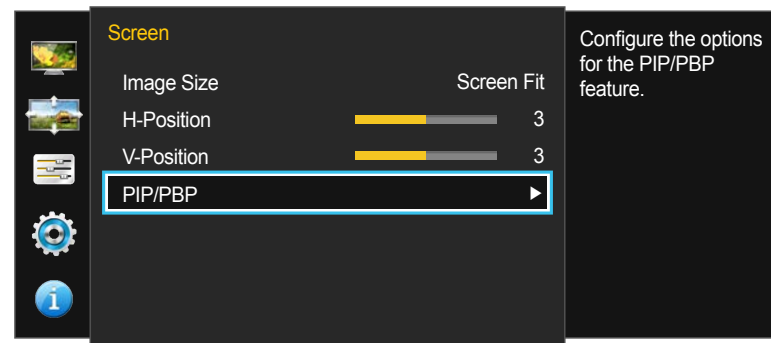 Screen
Image Size Screen Fit
H-Position 3
V-Position 3
PIP/PBP
Configure the options
for the PIP/PBP
feature.
i